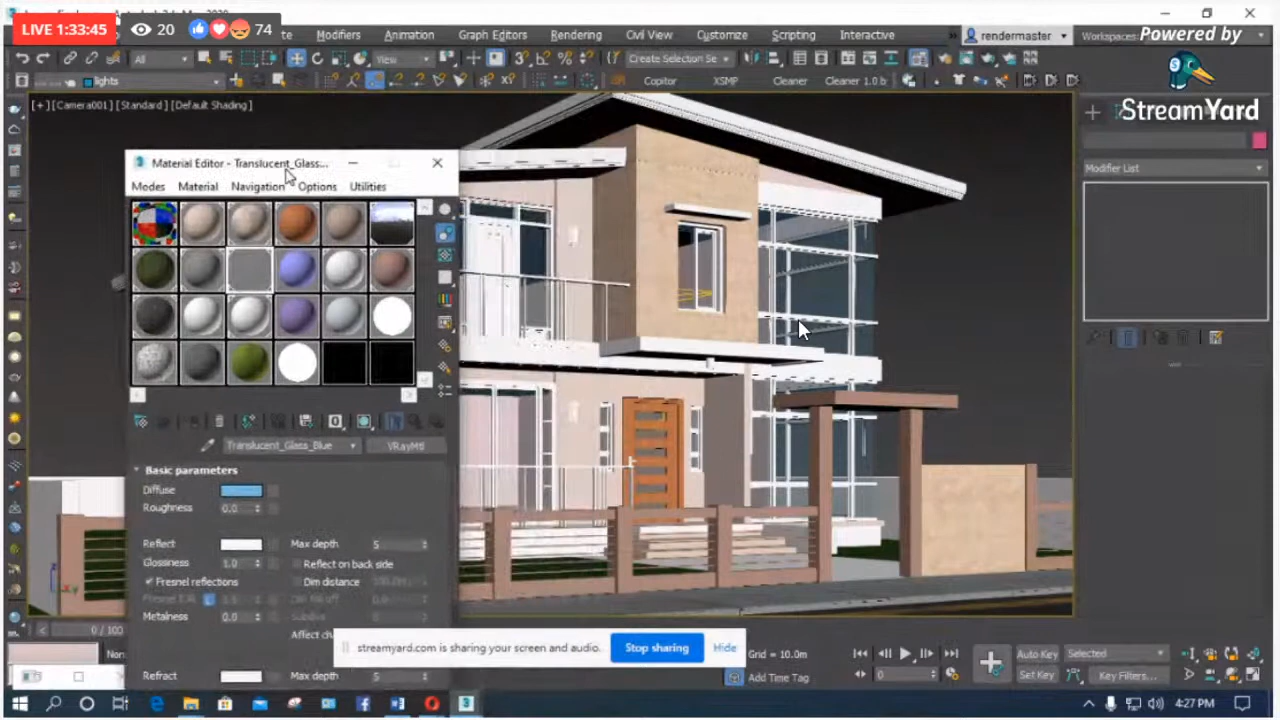 LIVE 1:33:45
20
74
Modifiers
Animation
Graph Editors
Rendering
Civil View
Customize
Scripting
Interactive
rendermaster
Workspaces:
Powered by
StreamYard
All
View
Create Selection Se
lights
Copitor
XSMP
Cleaner
Cleaner 1.0b
[+] [Camera001] [Standard] [Default Shading]
Modifier List
Material Editor - Translucent_Glass...
Modes
Material
Navigation
Options
Utilities
Translucent_Glass_Blue
VRayMtl
Basic parameters
Diffuse
Roughness
0.0
Reflect
Max depth
5
Glossiness
1.0
Reflect on back side
Fresnel reflections
Dim distance
Metalness
0.0
Affect
Refract
Max depth
5
0 / 100
Non
streamyard.com is sharing your screen and audio.
Stop sharing
Hide
Grid = 10.0m
Add Time Tag
0
Auto Key
Selected
Set Key
Key Filters...
4:27 PM